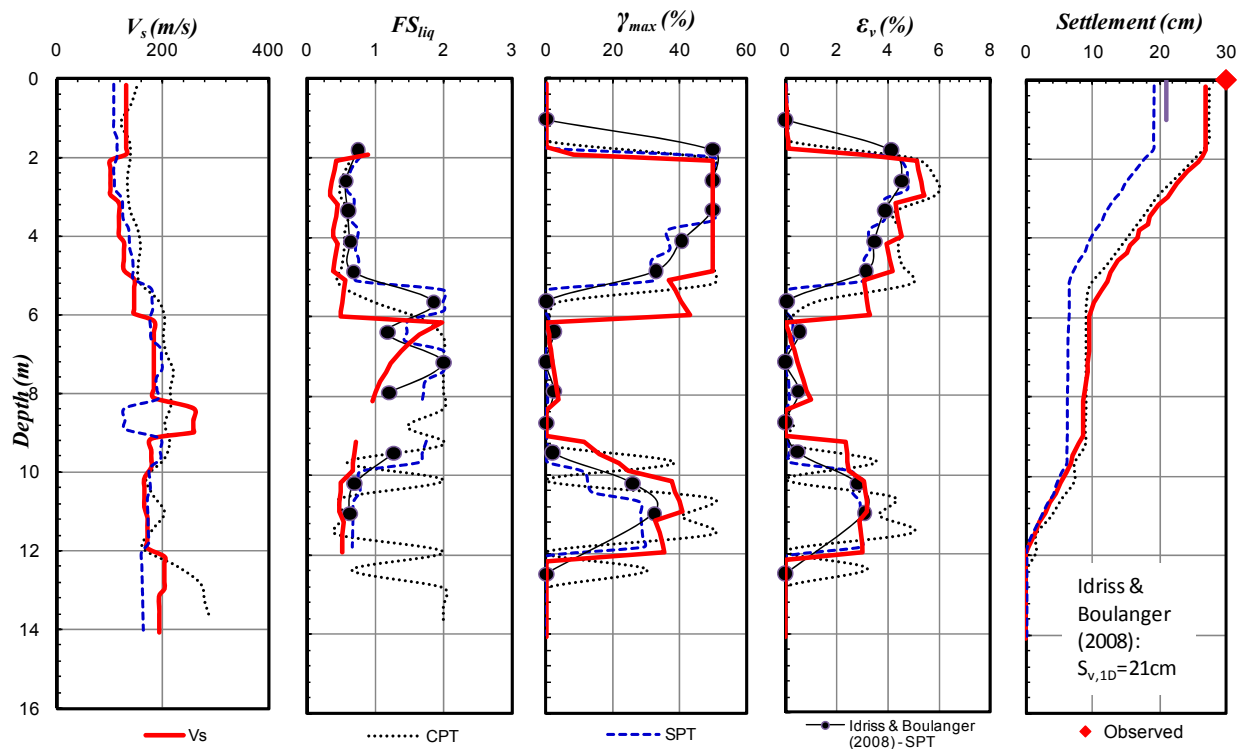 Vs (m/s) FSliq γmax (%) εv (%) Settlement (cm)
0 200 400 0 1 2 3 0 20 40 60 0 2 4 6 8 0 10 20 30
0
2
4
6
8
10
12
14
16
Depth (m)
Idriss &
Boulanger
(2008):
Sv,1D=21cm
Vs CPT SPT Idriss & Boulanger Observed
(2008) - SPT